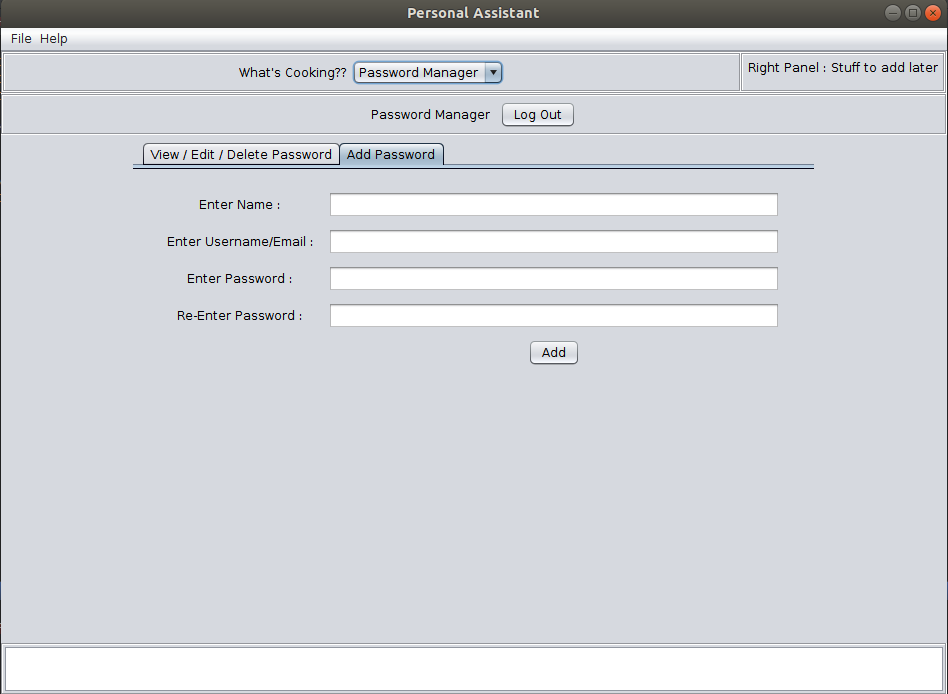 Personal Assistant
File Help
What's Cooking?? Password Manager
Right Panel : Stuff to add later
Password Manager Log Out
View / Edit / Delete Password Add Password
Enter Name :
Enter Username/Email :
Enter Password :
Re-Enter Password :
Add